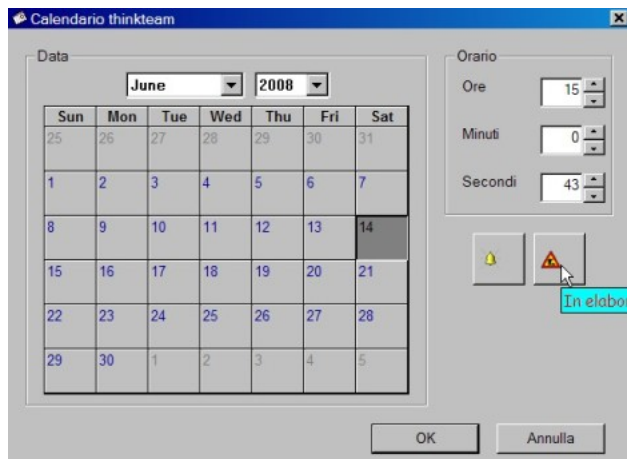 Calendario thinkteam
Data
June 2008
Sun Mon Tue Wed Thu Fri Sat
25 26 27 28 29 30 31
1 2 3 4 5 6 7
8 9 10 11 12 13 14
15 16 17 18 19 20 21
22 23 24 25 26 27 28
29 30 1 2 3 4 5
Orario
Ore 15
Minuti 0
Secondi 43
In elabo
OK Annulla